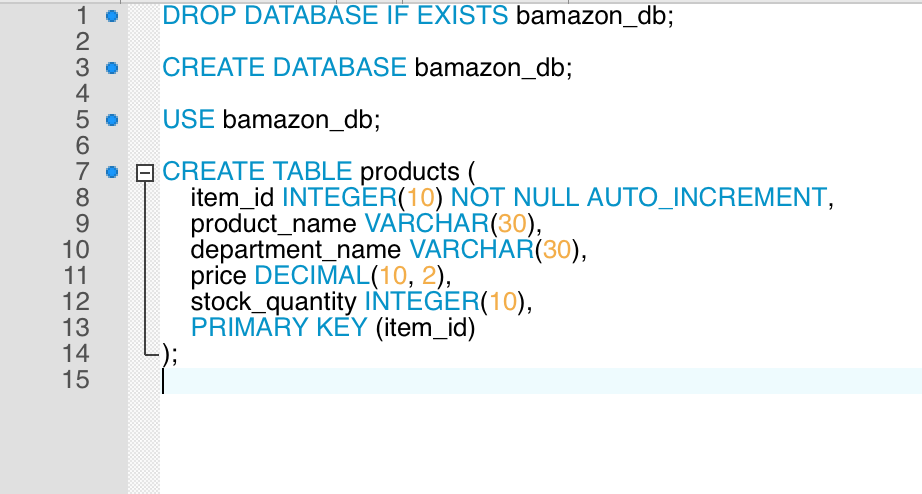 1 DROP DATABASE IF EXISTS bamazon_db;
2
3 CREATE DATABASE bamazon_db;
4
5 USE bamazon_db;
6
7 CREATE TABLE products (
8 item_id INTEGER(10) NOT NULL AUTO_INCREMENT,
9 product_name VARCHAR(30),
10 department_name VARCHAR(30),
11 price DECIMAL(10, 2),
12 stock_quantity INTEGER(10),
13 PRIMARY KEY (item_id)
14 );
15